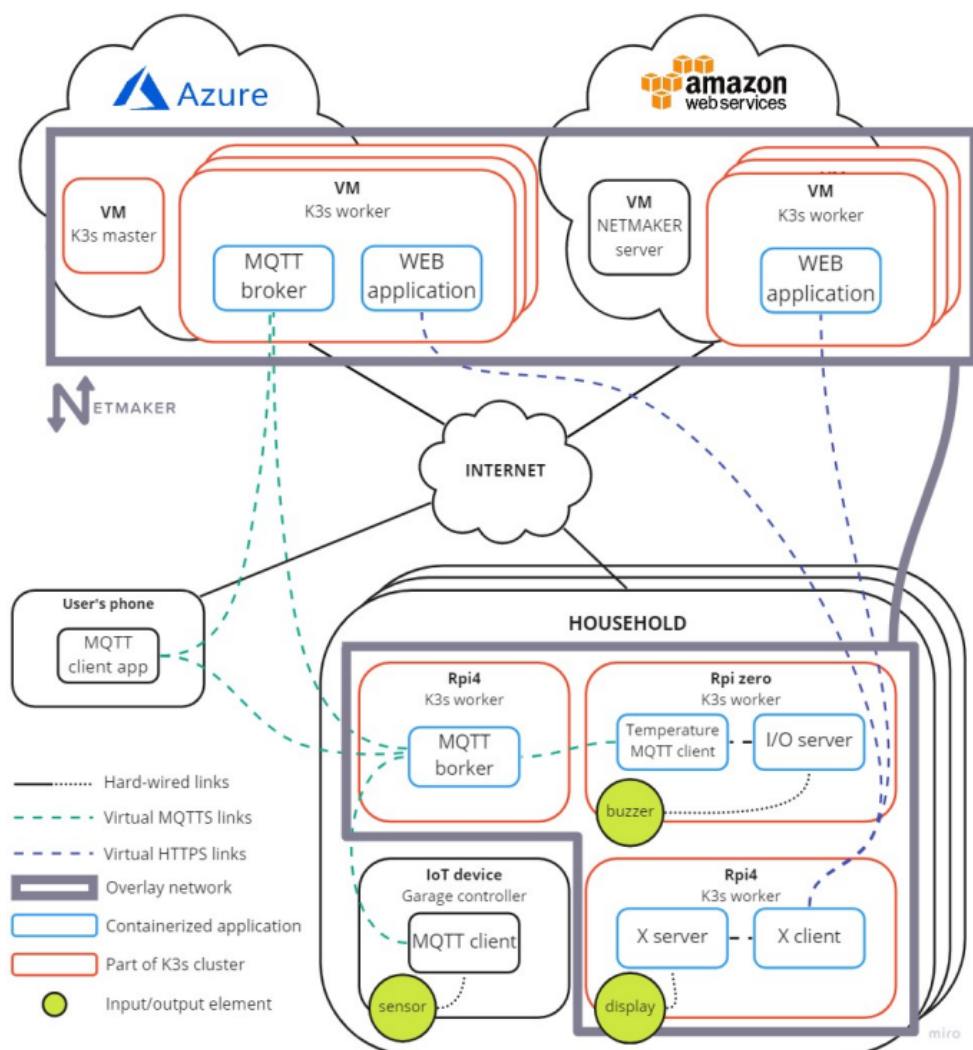 Azure
amazon
web services
VM
K3s master
VM
K3s worker
MQTT
broker
WEB
application
VM
NETMAKER
server
VM
K3s worker
WEB
application
NETMAKER
INTERNET
User's phone
MQTT
client app
HOUSEHOLD
Rpi4
K3s worker
MQTT
borker
Rpi zero
K3s worker
Temperature
MQTT client
I/O server
buzzer
IoT device
Garage controller
MQTT client
sensor
Rpi4
K3s worker
X server
X client
display
Hard-wired links
Virtual MQTTS links
Virtual HTTPS links
Overlay network
Containerized application
Part of K3s cluster
Input/output element
miro